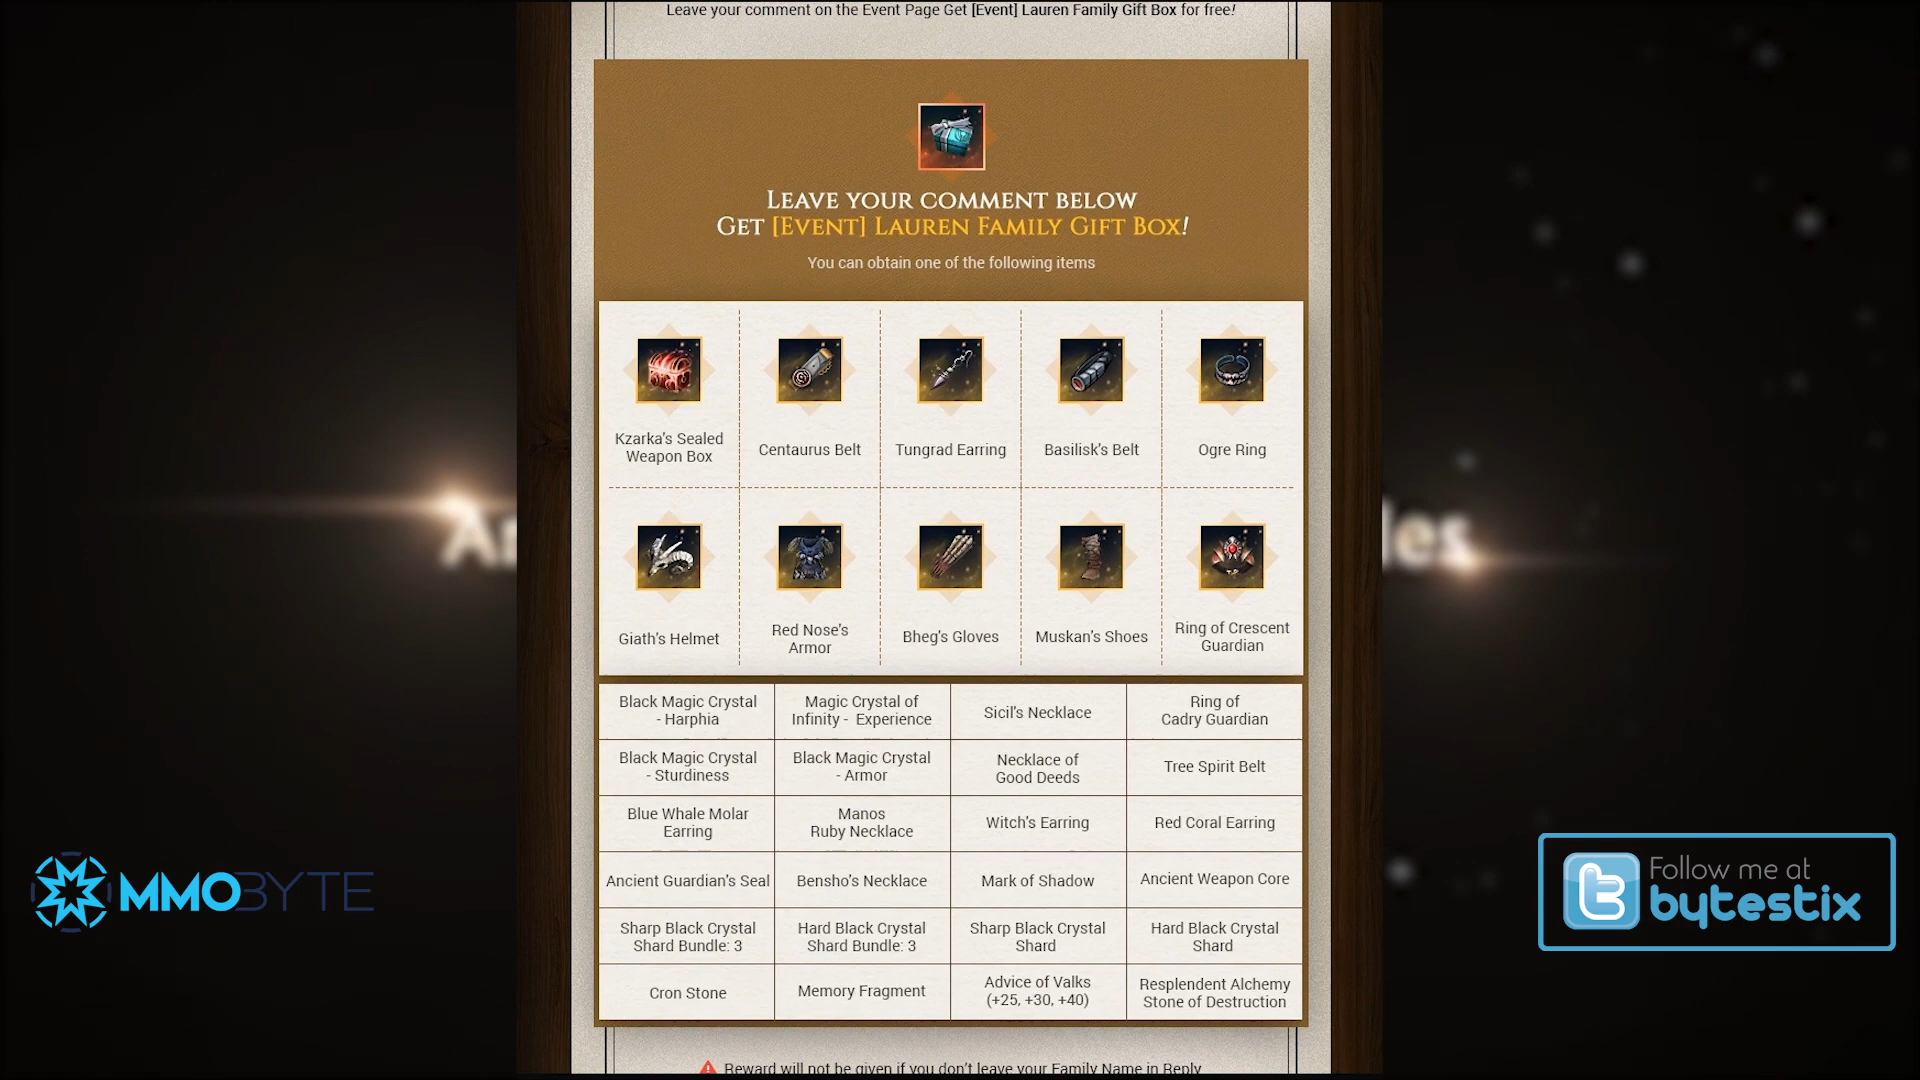 Leave your comment on the Event Page Get [Event] Lauren Family Gift Box for free!
LEAVE YOUR COMMENT BELOW
GET [EVENT] LAUREN FAMILY GIFT BOX!
You can obtain one of the following items
Kzarka's Sealed
Weapon Box
Centaurus Belt
Tungrad Earring
Basilisk's Belt
Ogre Ring
Giath's Helmet
Red Nose's
Armor
Bheg's Gloves
Muskan's Shoes
Ring of Crescent
Guardian
Black Magic Crystal
- Harphia
Magic Crystal of
Infinity - Experience
Sicil's Necklace
Ring of
Cadry Guardian
Black Magic Crystal
- Sturdiness
Black Magic Crystal
- Armor
Necklace of
Good Deeds
Tree Spirit Belt
Blue Whale Molar
Earring
Manos
Ruby Necklace
Witch's Earring
Red Coral Earring
Ancient Guardian's Seal
Bensho's Necklace
Mark of Shadow
Ancient Weapon Core
Sharp Black Crystal
Shard Bundle: 3
Hard Black Crystal
Shard Bundle: 3
Sharp Black Crystal
Shard
Hard Black Crystal
Shard
Cron Stone
Memory Fragment
Advice of Valks
(+25, +30, +40)
Resplendent Alchemy
Stone of Destruction
Reward will not be given if you don't leave your Family Name in Reply
MMOBYTE
Follow me at
bytestix